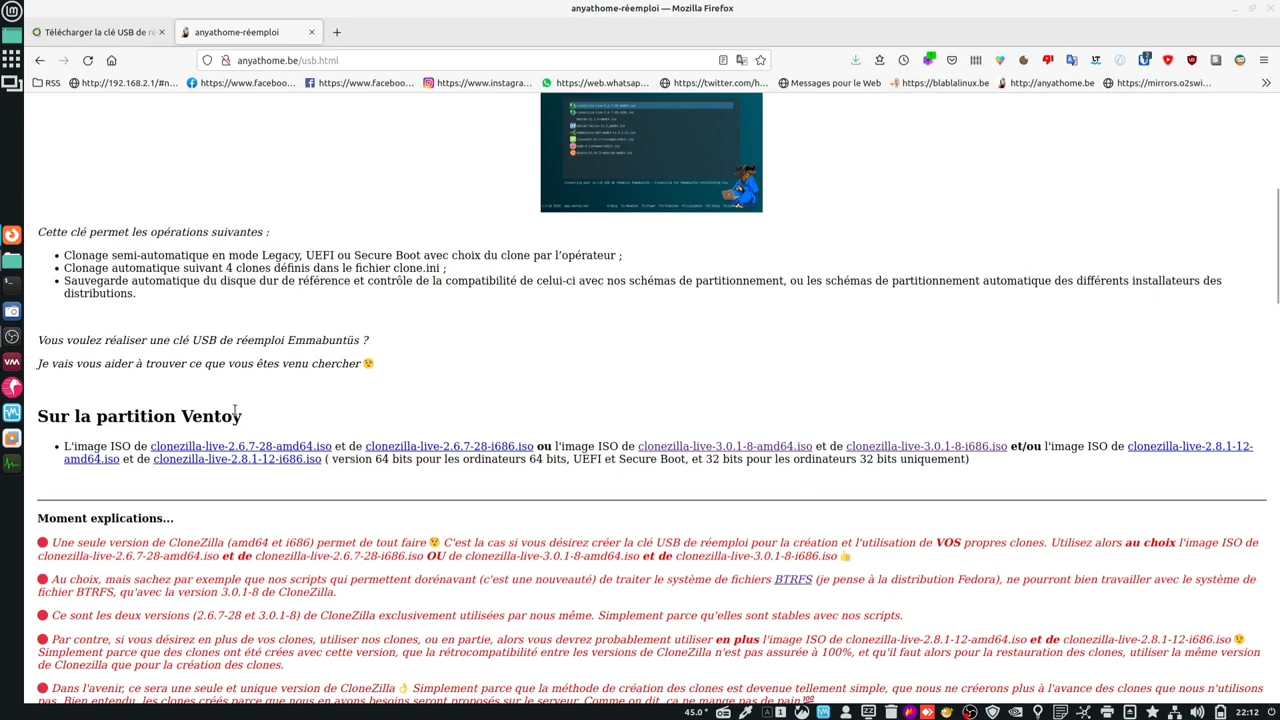 anyathome-réemploi — Mozilla Firefox
Télécharger la clé USB de ré
anyathome-réemploi
anyathome.be/usb.html
RSS
http://192.168.2.1/#n...
https://www.faceboo...
https://www.facebooc...
https://www.instagra...
https://web.whatsap...
https://twitter.com/h...
Messages pour le Web
https://blablalinux.be
http://anyathome.be
https://mirrors.o2swi...
Cette clé permet les opérations suivantes :
• Clonage semi-automatique en mode Legacy, UEFI ou Secure Boot avec choix du clone par l'opérateur ;
• Clonage automatique suivant 4 clones définis dans le fichier clone.ini ;
• Sauvegarde automatique du disque dur de référence et contrôle de la compatibilité de celui-ci avec nos schémas de partitionnement, ou les schémas de partitionnement automatique des différents installateurs des
distributions.
Vous voulez réaliser une clé USB de réemploi Emmabuntüs ?
Je vais vous aider à trouver ce que vous êtes venu chercher😉
Sur la partition Ventoy
• L'image ISO de clonezilla-live-2.6.7-28-amd64.iso et de clonezilla-live-2.6.7-28-i686.iso ou l'image ISO de clonezilla-live-3.0.1-8-amd64.iso et de clonezilla-live-3.0.1-8-i686.iso et/ou l'image ISO de clonezilla-live-2.8.1-12-
amd64.iso et de clonezilla-live-2.8.1-12-i686.iso ( version 64 bits pour les ordinateurs 64 bits, UEFI et Secure Boot, et 32 bits pour les ordinateurs 32 bits uniquement)
Moment explications...
🔴 Une seule version de CloneZilla (amd64 et i686) permet de tout faire😲 C'est la cas si vous désirez créer la clé USB de réemploi pour la création et l'utilisation de VOS propres clones. Utilisez alors au choix l'image ISO de
clonezilla-live-2.6.7-28-amd64.iso et de clonezilla-live-2.6.7-28-i686.iso OU de clonezilla-live-3.0.1-8-amd64.iso et de clonezilla-live-3.0.1-8-i686.iso 👍
🔴 Au choix, mais sachez par exemple que nos scripts qui permettent dorénavant (c'est une nouveauté) de traiter le système de fichiers BTRFS (je pense à la distribution Fedora), ne pourront bien travailler avec le système de
fichier BTRFS, qu'avec la version 3.0.1-8 de CloneZilla.
🔴 Ce sont les deux versions (2.6.7-28 et 3.0.1-8) de CloneZilla exclusivement utilisées par nous même. Simplement parce qu'elles sont stables avec nos scripts.
🔴 Par contre, si vous désirez en plus de vos clones, utiliser nos clones, ou en partie, alors vous devrez probablement utiliser en plus l'image ISO de clonezilla-live-2.8.1-12-amd64.iso et de clonezilla-live-2.8.1-12-i686.iso😉
Simplement parce que des clones ont été crées avec cette version, que la rétrocompatibilité entre les versions de CloneZilla n'est pas assurée à 100%, et qu'il faut alors pour la restauration des clones, utiliser la même version
de Clonezilla que pour la création des clones.
🔴 Dans l'avenir, ce sera une seule et unique version de CloneZilla👌 Simplement parce que la méthode de création des clones est devenue tellement simple, que nous ne créerons plus à l'avance des clones que nous n'utilisons
pas. Bien entendu, les clones créés parce que nous en avons besoins seront proposés sur le serveur. Comme on dit, ça ne mange pas de pain💯
45.0°
22:12